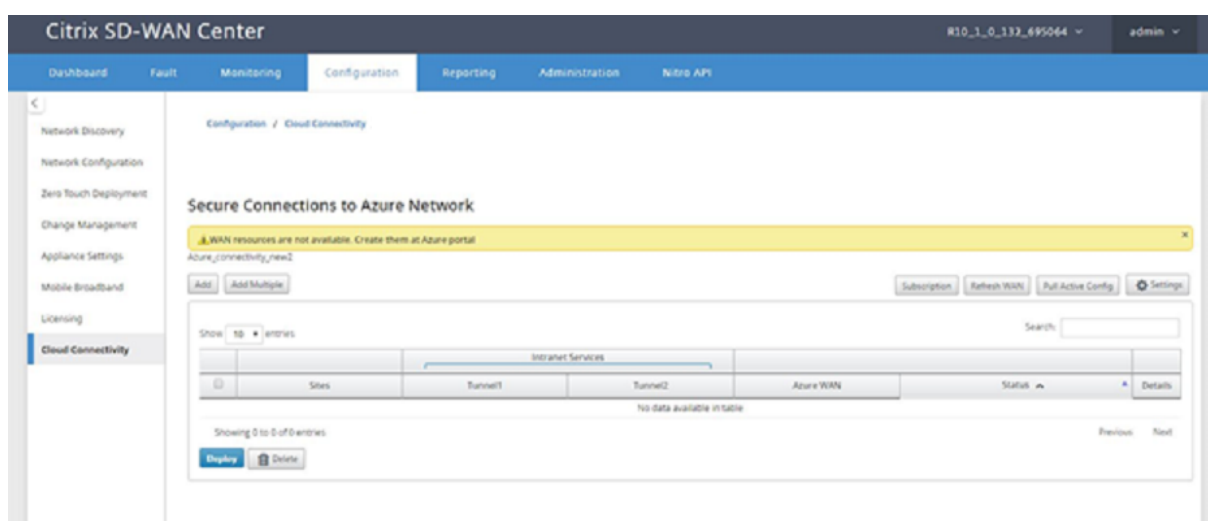 Citrix SD-WAN Center
R10_1_0_132_695064
admin
Dashboard Fault Monitoring Configuration Reporting Administration Nitro API
Network Discovery
Network Configuration
Zero Touch Deployment
Change Management
Appliance Settings
Mobile Broadband
Licensing
Cloud Connectivity
Configuration / Cloud Connectivity
Secure Connections to Azure Network
WAN resources are not available. Create them at Azure portal
Azure_connectivity_new2
Add Add Multiple Subscription Refresh WAN Pull Active Config Settings
Show 10 entries Search:
Intranet Services
Sites Tunnel1 Tunnel2 Azure WAN Status Details
No data available in table
Showing 0 to 0 of 0 entries Previous Next
Deploy Delete